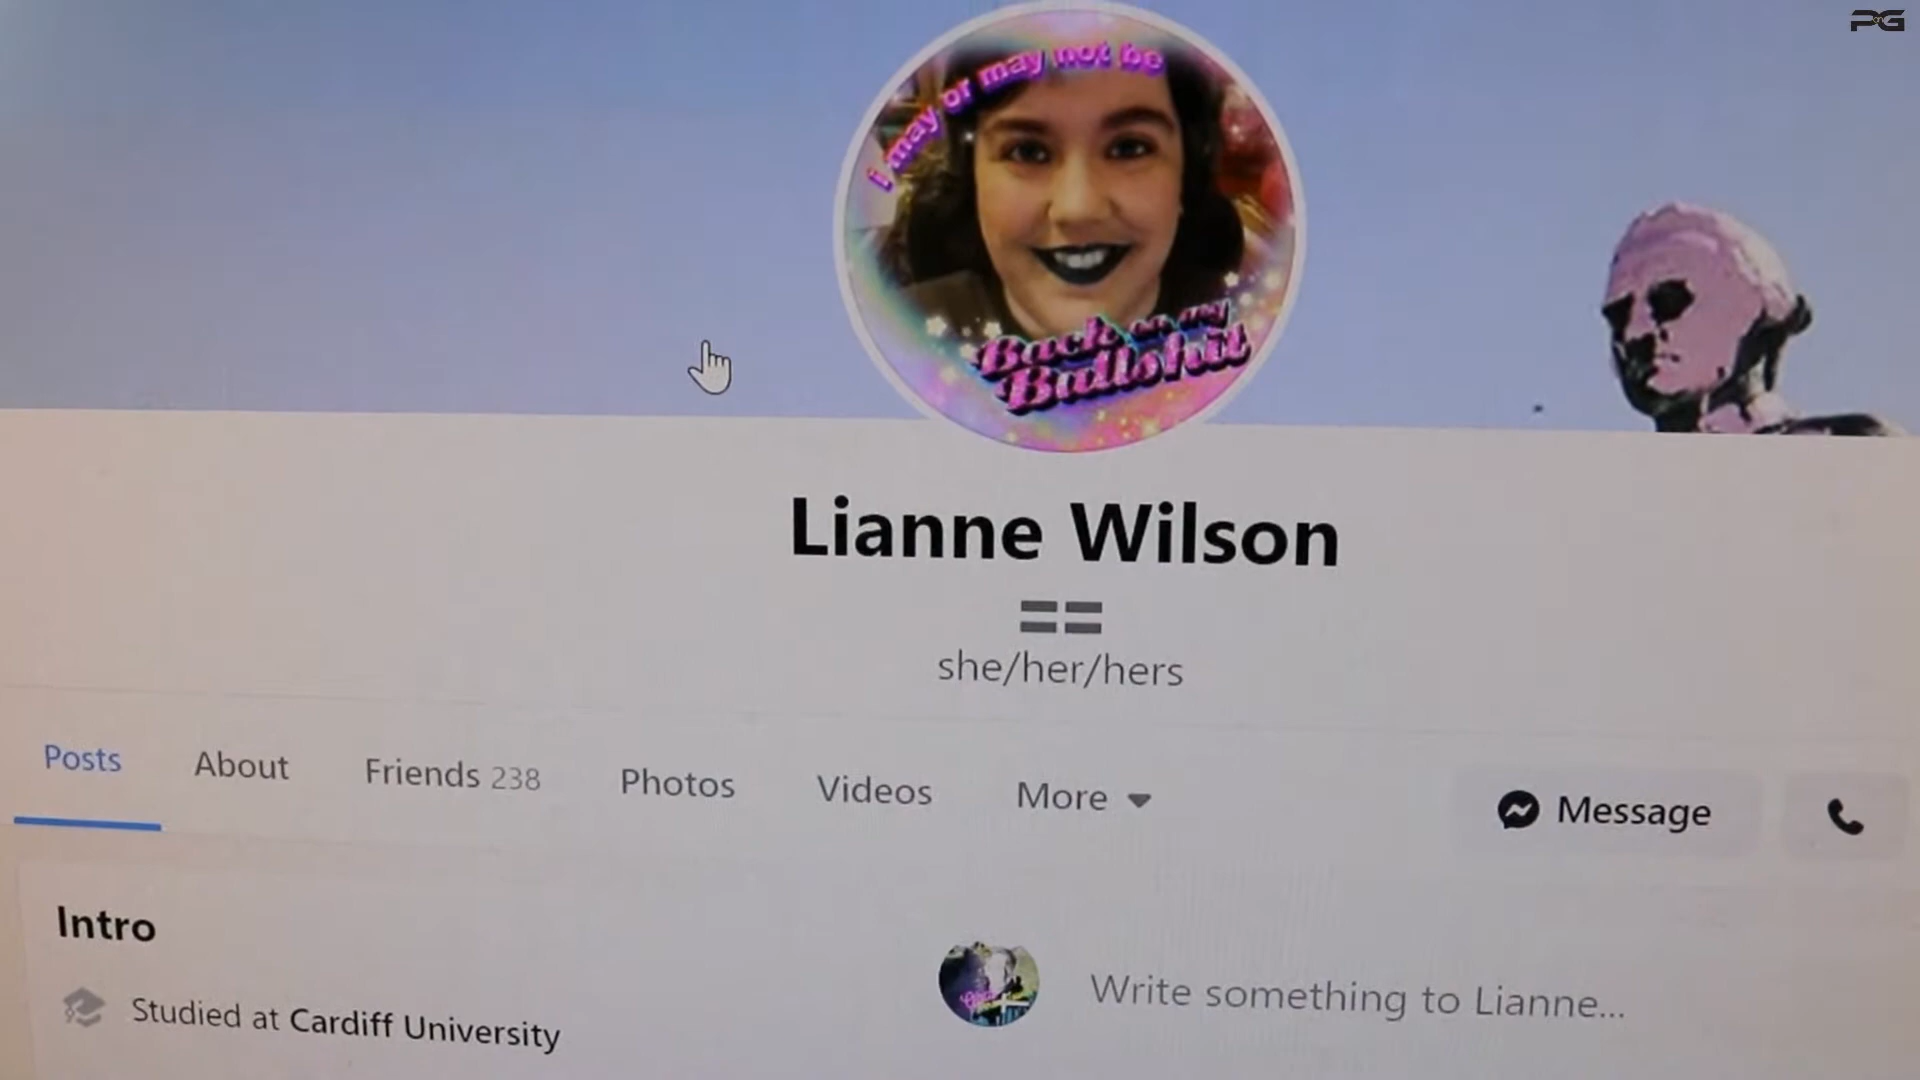 PonG
i may or may not be
Back on my
Bullshit
Lianne Wilson
==
she/her/hers
Posts
About
Friends 238
Photos
Videos
More
Message
Intro
Studied at Cardiff University
Write something to Lianne...